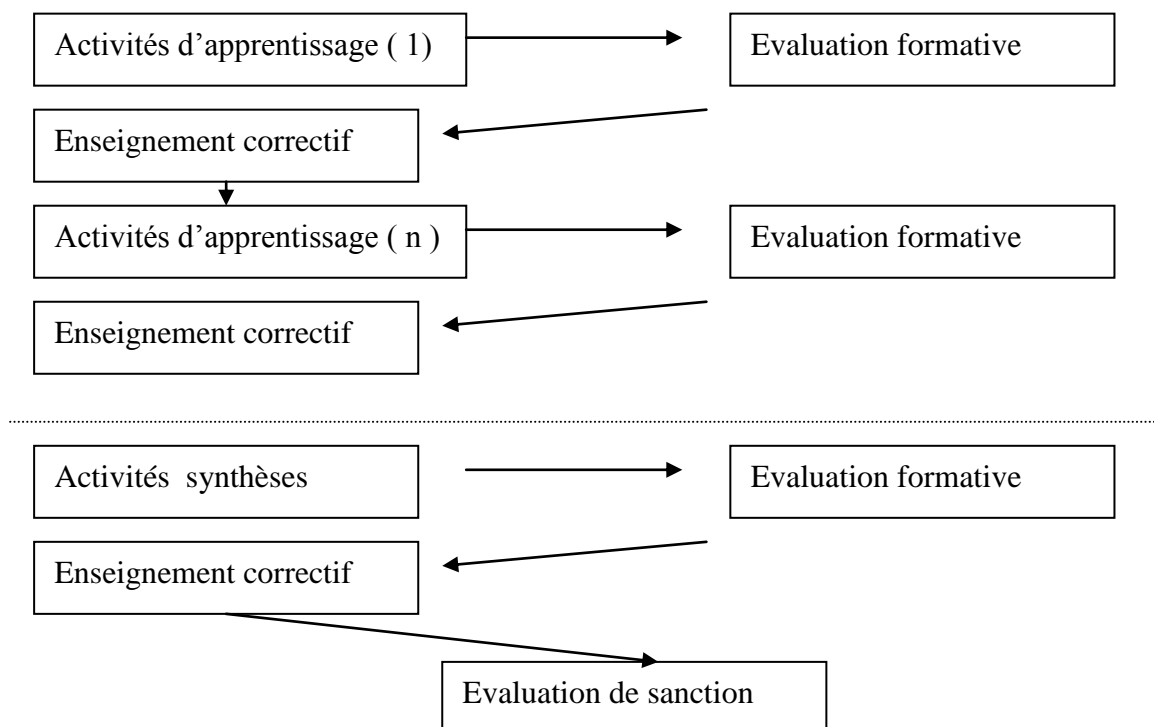 Activités d’apprentissage ( 1)
Evaluation formative
Enseignement correctif
Activités d’apprentissage ( n )
Evaluation formative
Enseignement correctif
Activités  synthèses
Evaluation formative
Enseignement correctif
Evaluation de sanction